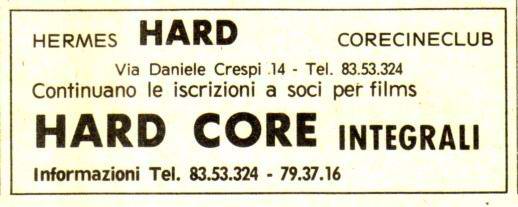 HERMES HARD CORECINECLUB
Via Daniele Crespi 14 - Tel. 83.53.324
Continuano le iscrizioni a soci per films
HARD CORE INTEGRALI
Informazioni Tel. 83.53.324 - 79.37.16